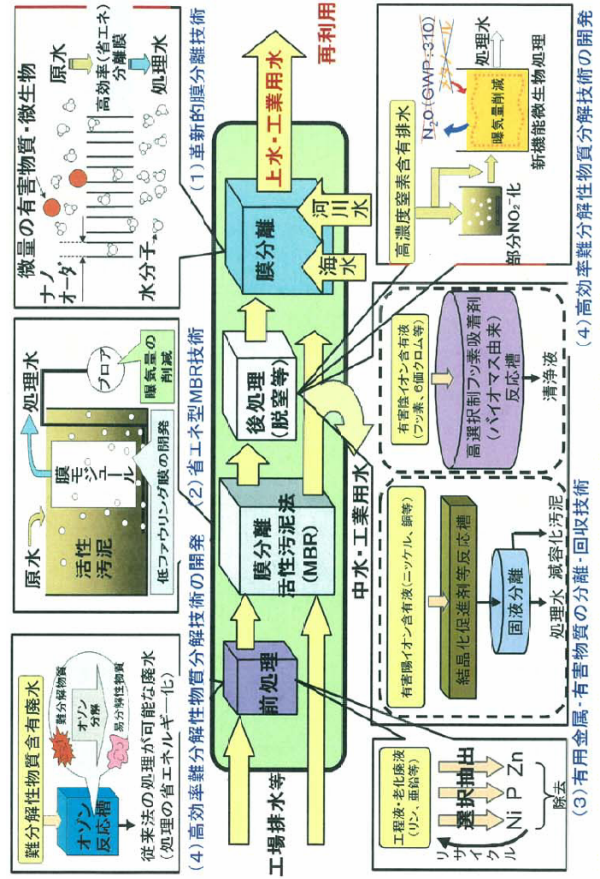 難分解性物質含有廃水
オゾン
反応槽
難分解物質
オゾン
分解
易分解性物質
従来法の処理が可能な廃水
(処理の省エネルギー化)
(4)高効率難分解性物質分解技術の開発
原水
処理水
活性
汚泥
膜
モジュール
ブロア
曝気量の
削減
低ファウリング膜の開発
(2)省エネ型MBR技術
微量の有害物質・微生物
ナノ
オーダ
水分子
原水
高効率(省エネ)
分離膜
処理水
(1)革新的膜分離技術
工場排水等
前処理
膜分離
活性汚泥法
(MBR)
後処理
(脱窒等)
膜分離
海水
河川水
上水・工業用水
再利用
中水・工業用水
工程液・老化廃液
(リン、亜鉛等)
選択抽出
リサイクル
Ni P Zn
除去
有害陽イオン含有液(ニッケル、銅等)
結晶化促進剤等反応槽
固液分離
処理水 減容化汚泥
有害陰イオン含有液
(フッ素、6価クロム等)
高選択制フッ素吸着剤
(バイオマス由来)
反応槽
清浄液
(3)有用金属・有害物質の分離・回収技術
高濃度窒素含有排水
部分NO₂⁻化
N₂O(GWP:310)
メタノール
曝気量削減
処理水
新機能微生物処理
(4)高効率難分解性物質分解技術の開発